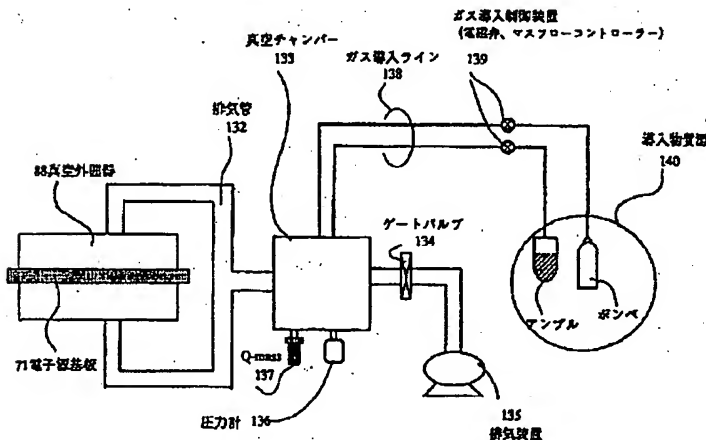 ガス導入制御装置
(電磁弁、マスフローコントローラー)
139
真空チャンバー
133
ガス導入ライン
138
排気管
132
導入物質源
140
88真空外囲器
ゲートバルブ
134
アンプル
ボンベ
71電子源基板
Q-mass
137
圧力計 136
135
排気装置